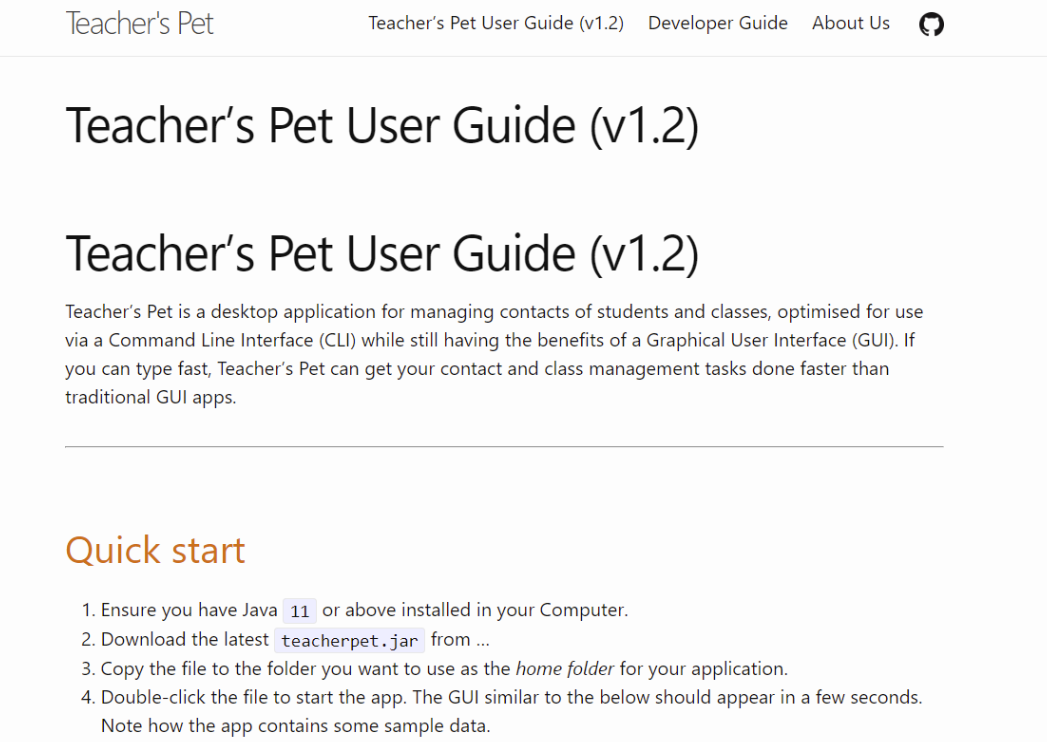 Teacher's Pet
Teacher’s Pet User Guide (v1.2)
Developer Guide
About Us
Teacher’s Pet User Guide (v1.2)
Teacher’s Pet User Guide (v1.2)
Teacher’s Pet is a desktop application for managing contacts of students and classes, optimised for use
via a Command Line Interface (CLI) while still having the benefits of a Graphical User Interface (GUI). If
you can type fast, Teacher’s Pet can get your contact and class management tasks done faster than
traditional GUI apps.
Quick start
1. Ensure you have Java 11 or above installed in your Computer.
2. Download the latest teacherpet.jar from ...
3. Copy the file to the folder you want to use as the home folder for your application.
4. Double-click the file to start the app. The GUI similar to the below should appear in a few seconds.
Note how the app contains some sample data.